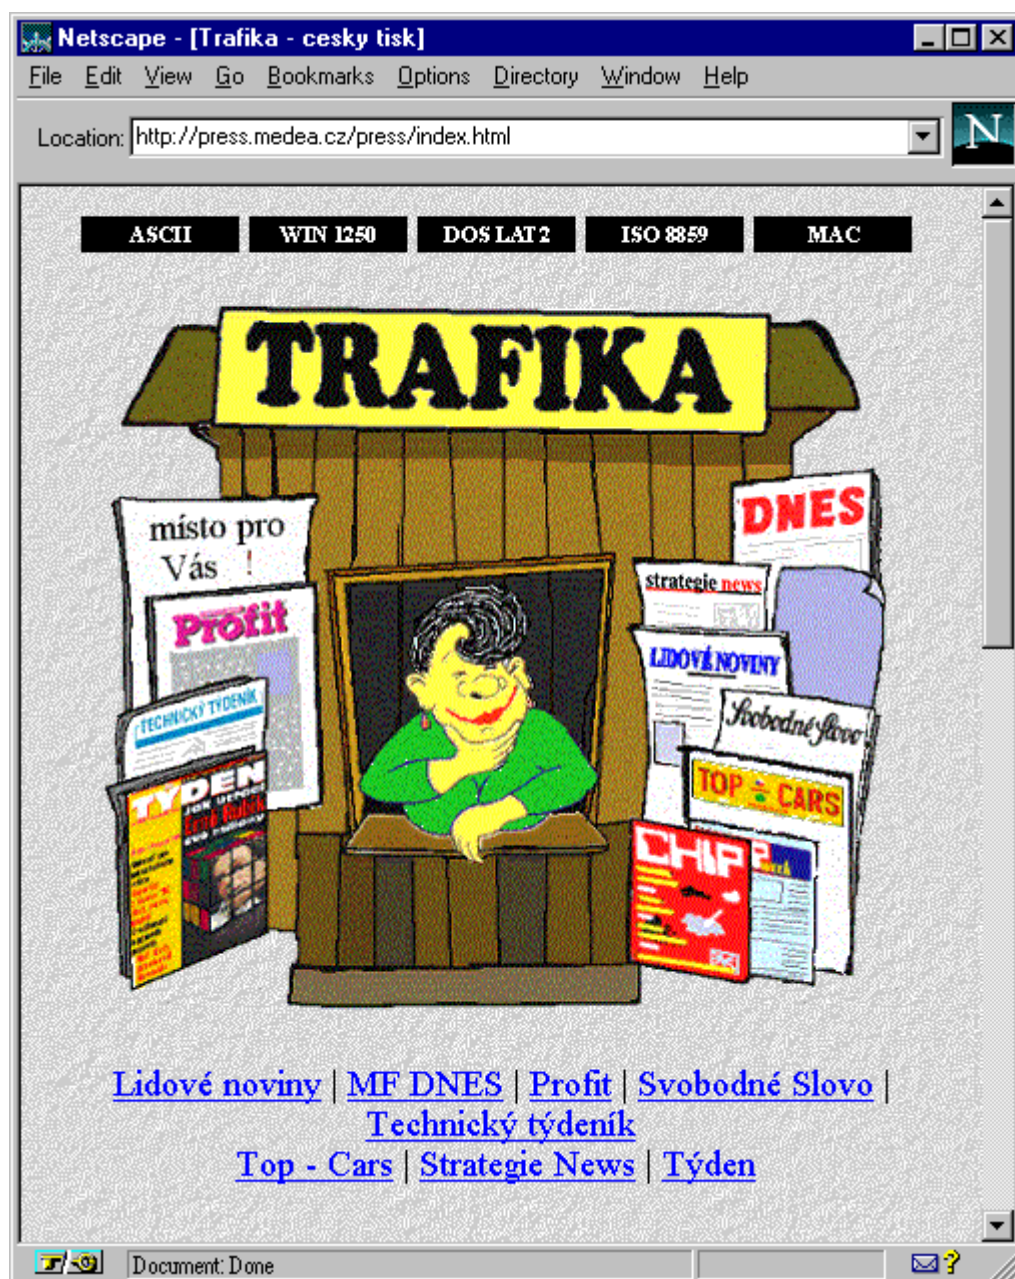 Netscape - [Trafika - cesky tisk]
File Edit View Go Bookmarks Options Directory Window Help
Location: http://press.medea.cz/press/index.html
N
ASCII WIN 1250 DOS LAT 2 ISO 8859 MAC
TRAFIKA
místo pro
Vás !
DNES
strategie news
Profit
LIDOVÉ NOVINY
TECHNICKÝ TÝDENÍK
Svobodné Slovo
TYDEN
Ernő Rubik
TOP - CARS
CHIP
Lidové noviny | MF DNES | Profit | Svobodné Slovo |
Technický týdeník
Top - Cars | Strategie News | Týden
Document: Done